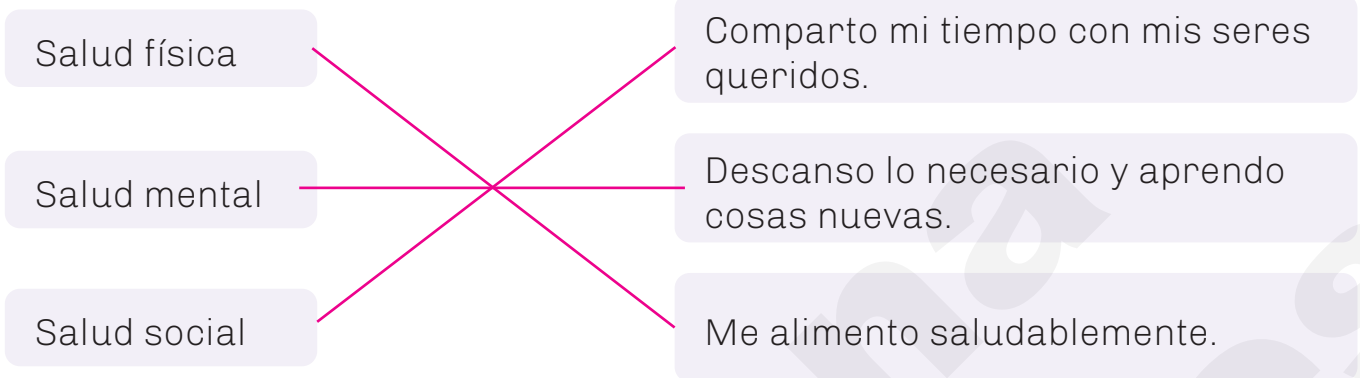 Salud física
Comparto mi tiempo con mis seres
queridos.
Salud mental
Descanso lo necesario y aprendo
cosas nuevas.
Salud social
Me alimento saludablemente.